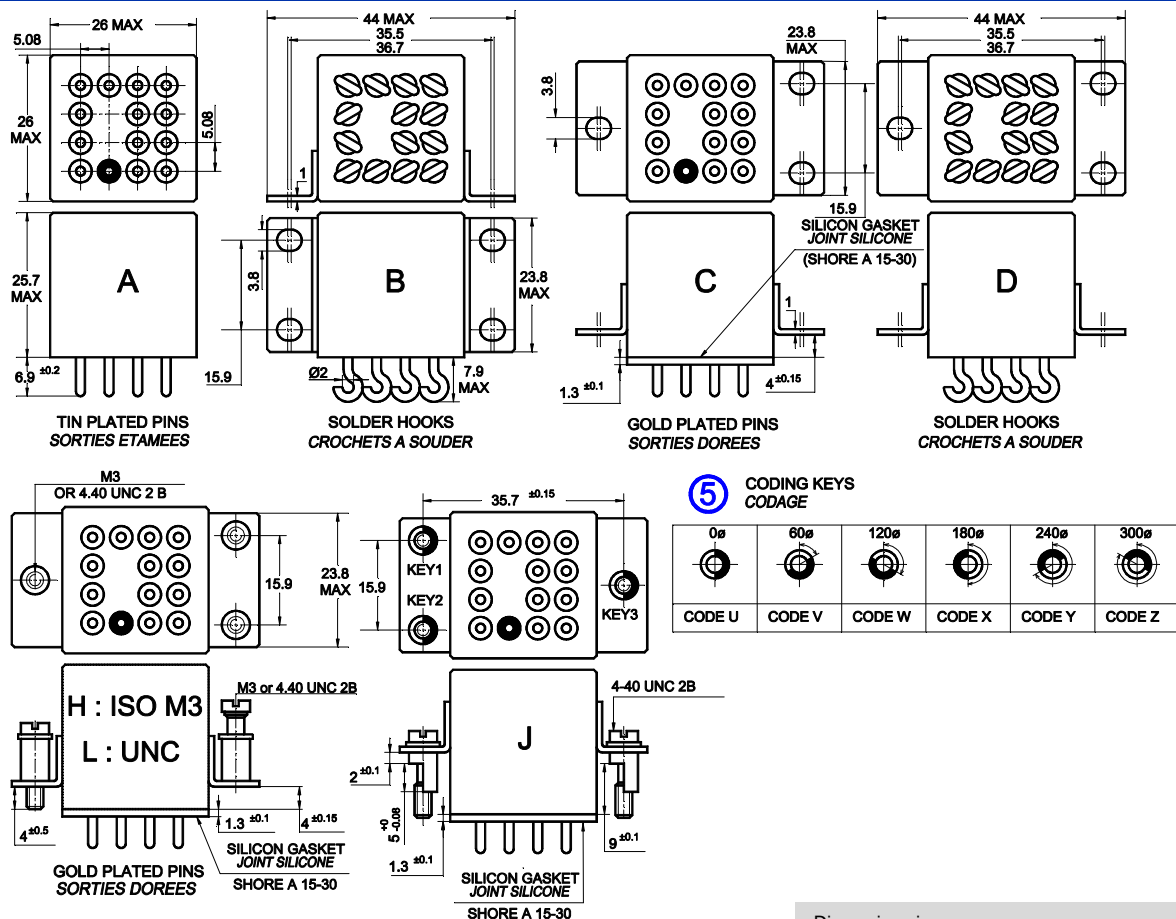 26 MAX
5.08
26
MAX
5.08
44 MAX
35.5
36.7
1
23.8
MAX
3.8
15.9
44 MAX
35.5
36.7
25.7
MAX
A
6.9 ±0.2
TIN PLATED PINS
SORTIES ETAMEES
3.8
15.9
B
23.8
MAX
Ø2
7.9
MAX
SOLDER HOOKS
CROCHETS A SOUDER
SILICON GASKET
JOINT SILICONE
(SHORE A 15-30)
C
1
1.3 ±0.1
4 ±0.15
GOLD PLATED PINS
SORTIES DOREES
D
SOLDER HOOKS
CROCHETS A SOUDER
M3
OR 4.40 UNC 2 B
15.9
23.8
MAX
35.7 ±0.15
15.9
KEY1
KEY2
KEY3
5
CODING KEYS
CODAGE
0ø 60ø 120ø 180ø 240ø 300ø
CODE U CODE V CODE W CODE X CODE Y CODE Z
H : ISO M3
L : UNC
M3 or 4.40 UNC 2B
4 ±0.5
1.3 ±0.1
4 ±0.15
SILICON GASKET
JOINT SILICONE
SHORE A 15-30
GOLD PLATED PINS
SORTIES DOREES
J
4-40 UNC 2B
2 ±0.1
5 +0 -0.08
1.3 ±0.1
9 ±0.1
SILICON GASKET
JOINT SILICONE
SHORE A 15-30